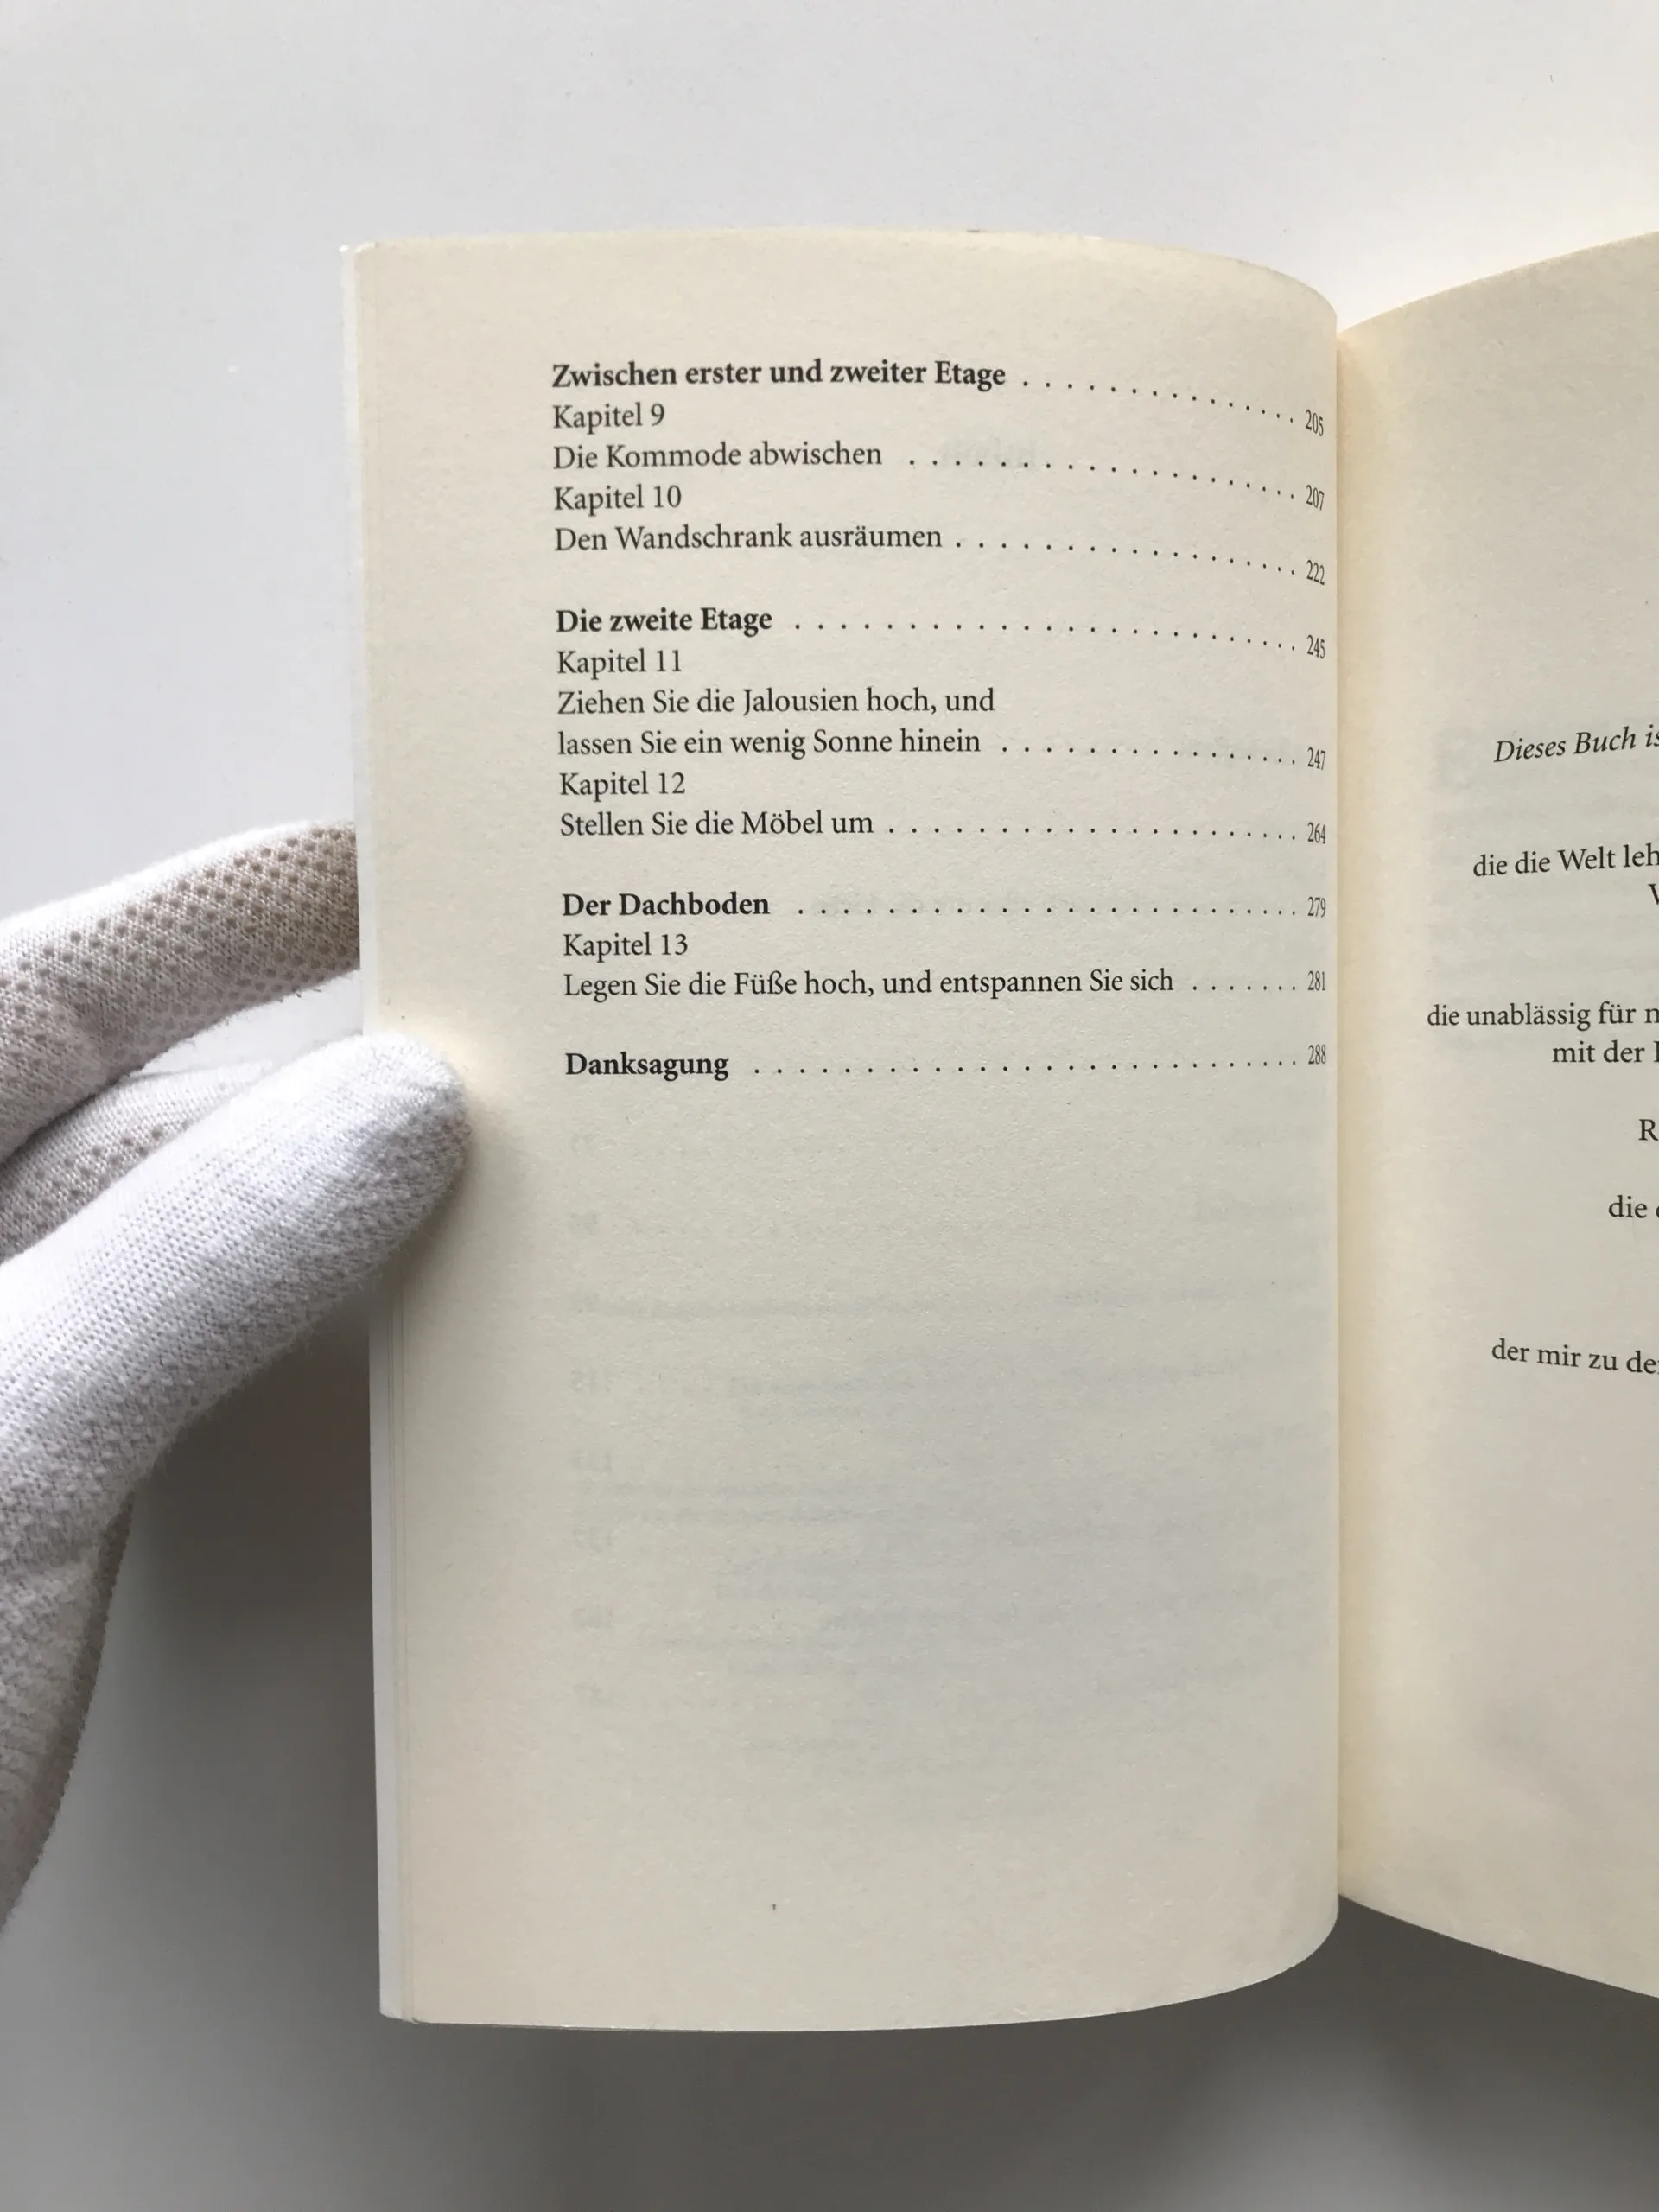 Zwischen erster und zweiter Etage . . . . . . . . . . . . . . . . 205
Kapitel 9
Die Kommode abwischen . . . . . . . . . . . . . . . . . . . . 207
Kapitel 10
Den Wandschrank ausräumen . . . . . . . . . . . . . . . . . . 222
Die zweite Etage . . . . . . . . . . . . . . . . . . . . . . . . . 245
Kapitel 11
Ziehen Sie die Jalousien hoch, und
lassen Sie ein wenig Sonne hinein . . . . . . . . . . . . . . . . 247
Kapitel 12
Stellen Sie die Möbel um . . . . . . . . . . . . . . . . . . . . . 264
Der Dachboden . . . . . . . . . . . . . . . . . . . . . . . . . 279
Kapitel 13
Legen Sie die Füße hoch, und entspannen Sie sich . . . . . . . 281
Danksagung . . . . . . . . . . . . . . . . . . . . . . . . . . . 288
Dieses Buch
die die Welt
die unablässig für
mit der
die
der mir zu